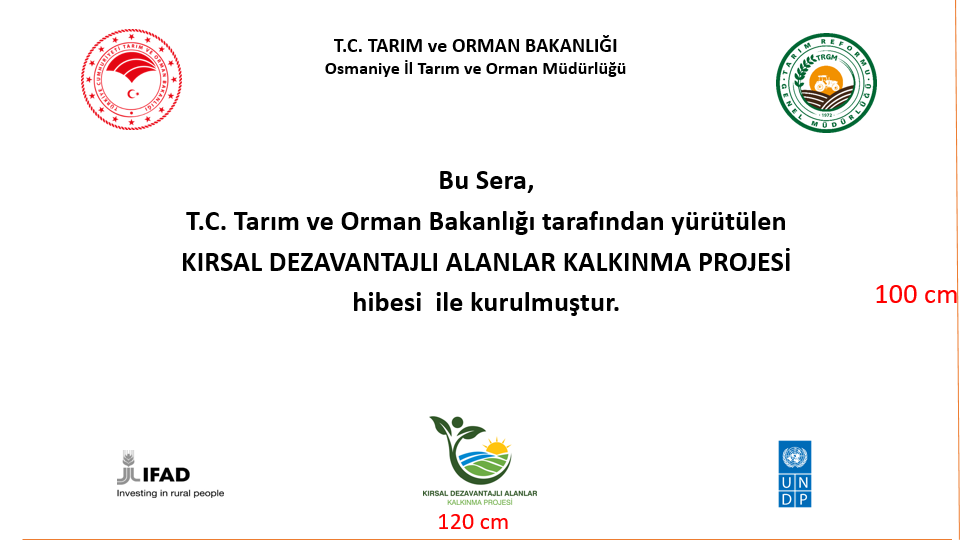 T.C. TARIM ve ORMAN BAKANLIĞI
Osmaniye İl Tarım ve Orman Müdürlüğü
TÜRKİYE CUMHURİYETİ TARIM VE ORMAN BAKANLIĞI
TARIM REFORMU
TRGM
1972
GENEL MÜDÜRLÜĞÜ
Bu Sera,
T.C. Tarım ve Orman Bakanlığı tarafından yürütülen
KIRSAL DEZAVANTAJLI ALANLAR KALKINMA PROJESİ
hibesi ile kurulmuştur.
100 cm
IFAD
Investing in rural people
KIRSAL DEZAVANTAJLI ALANLAR
KALKINMA PROJESİ
120 cm
U N
D P